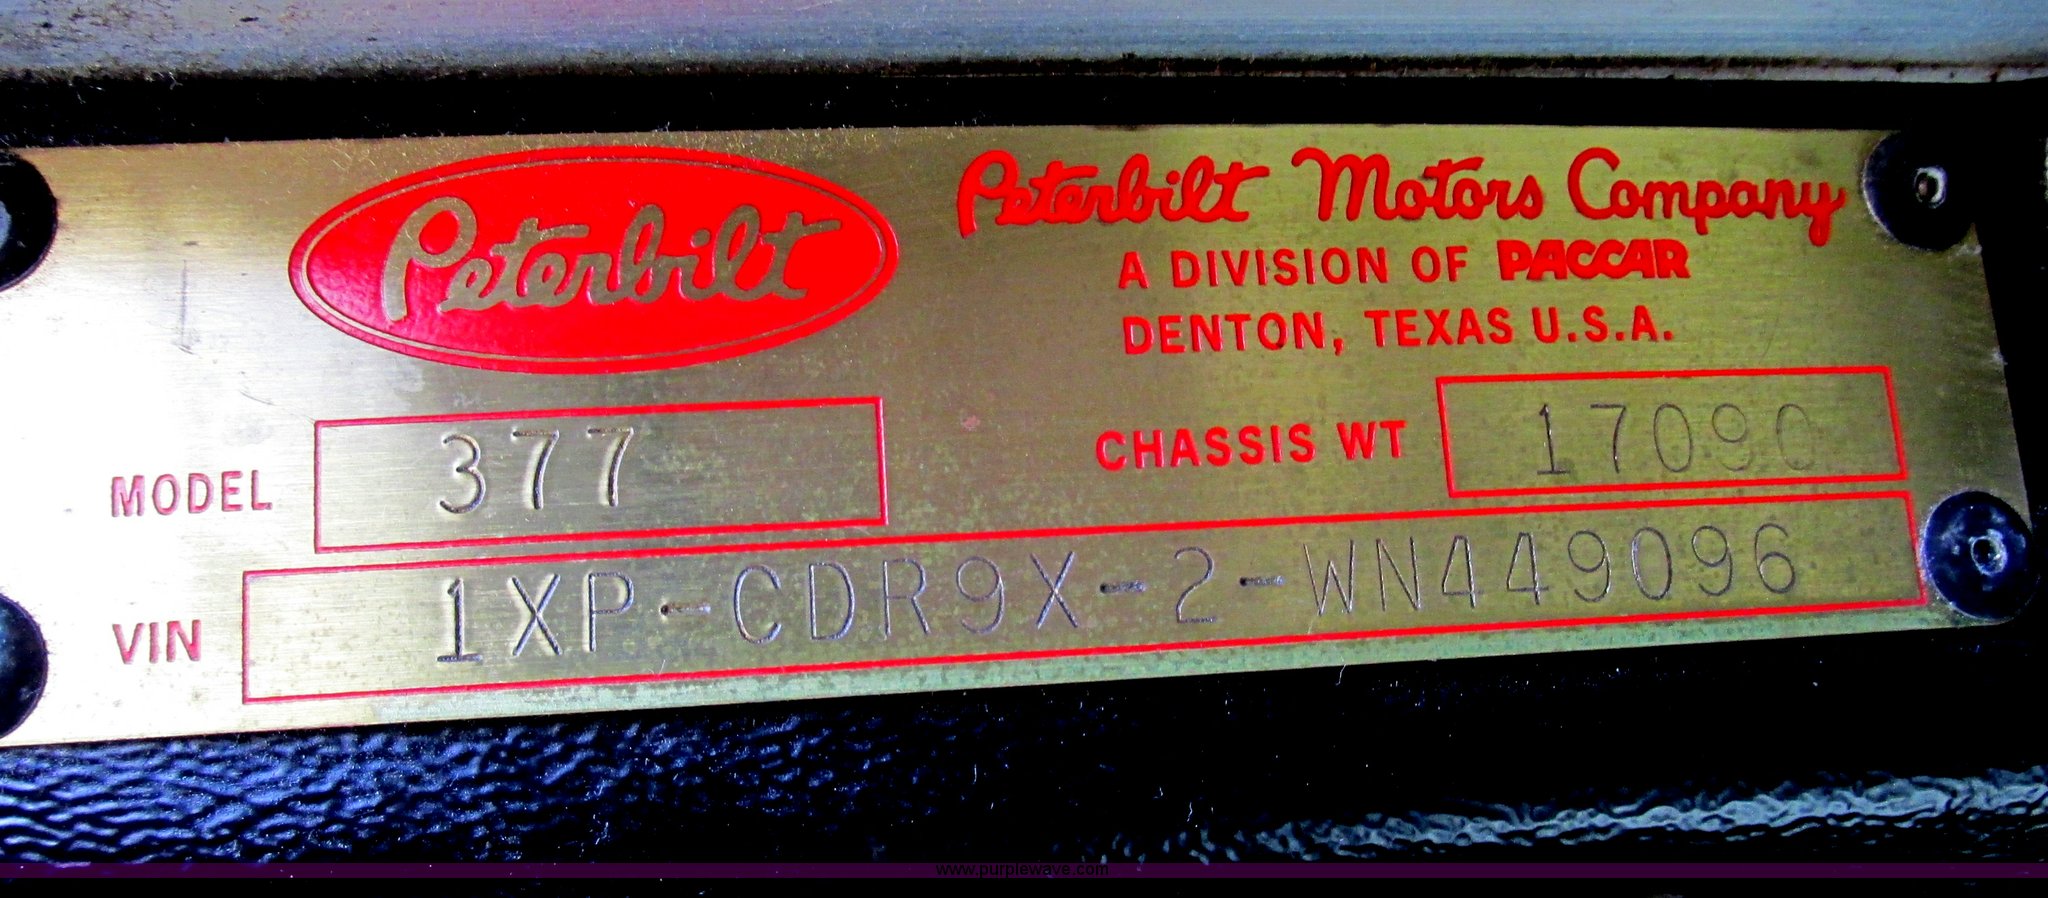 Peterbilt
Peterbilt Motors Company
A DIVISION OF PACCAR
DENTON, TEXAS U.S.A.
MODEL 377
CHASSIS WT 17090
VIN 1XP-CDR9X-2-WN449096
www.purplewave.com